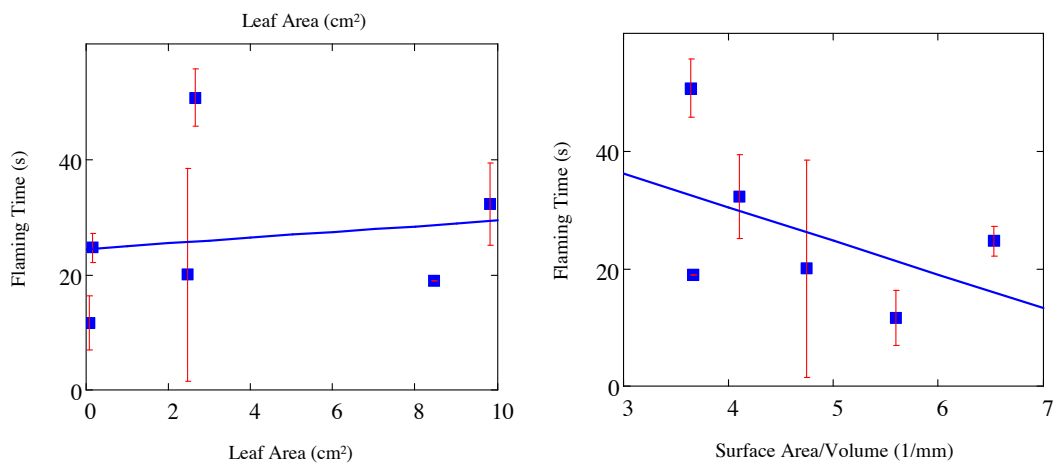 Leaf Area (cm²)
Flaming Time (s)
40
20
0
0 2 4 6 8 10
Leaf Area (cm²)
Flaming Time (s)
40
20
0
3 4 5 6 7
Surface Area/Volume (1/mm)